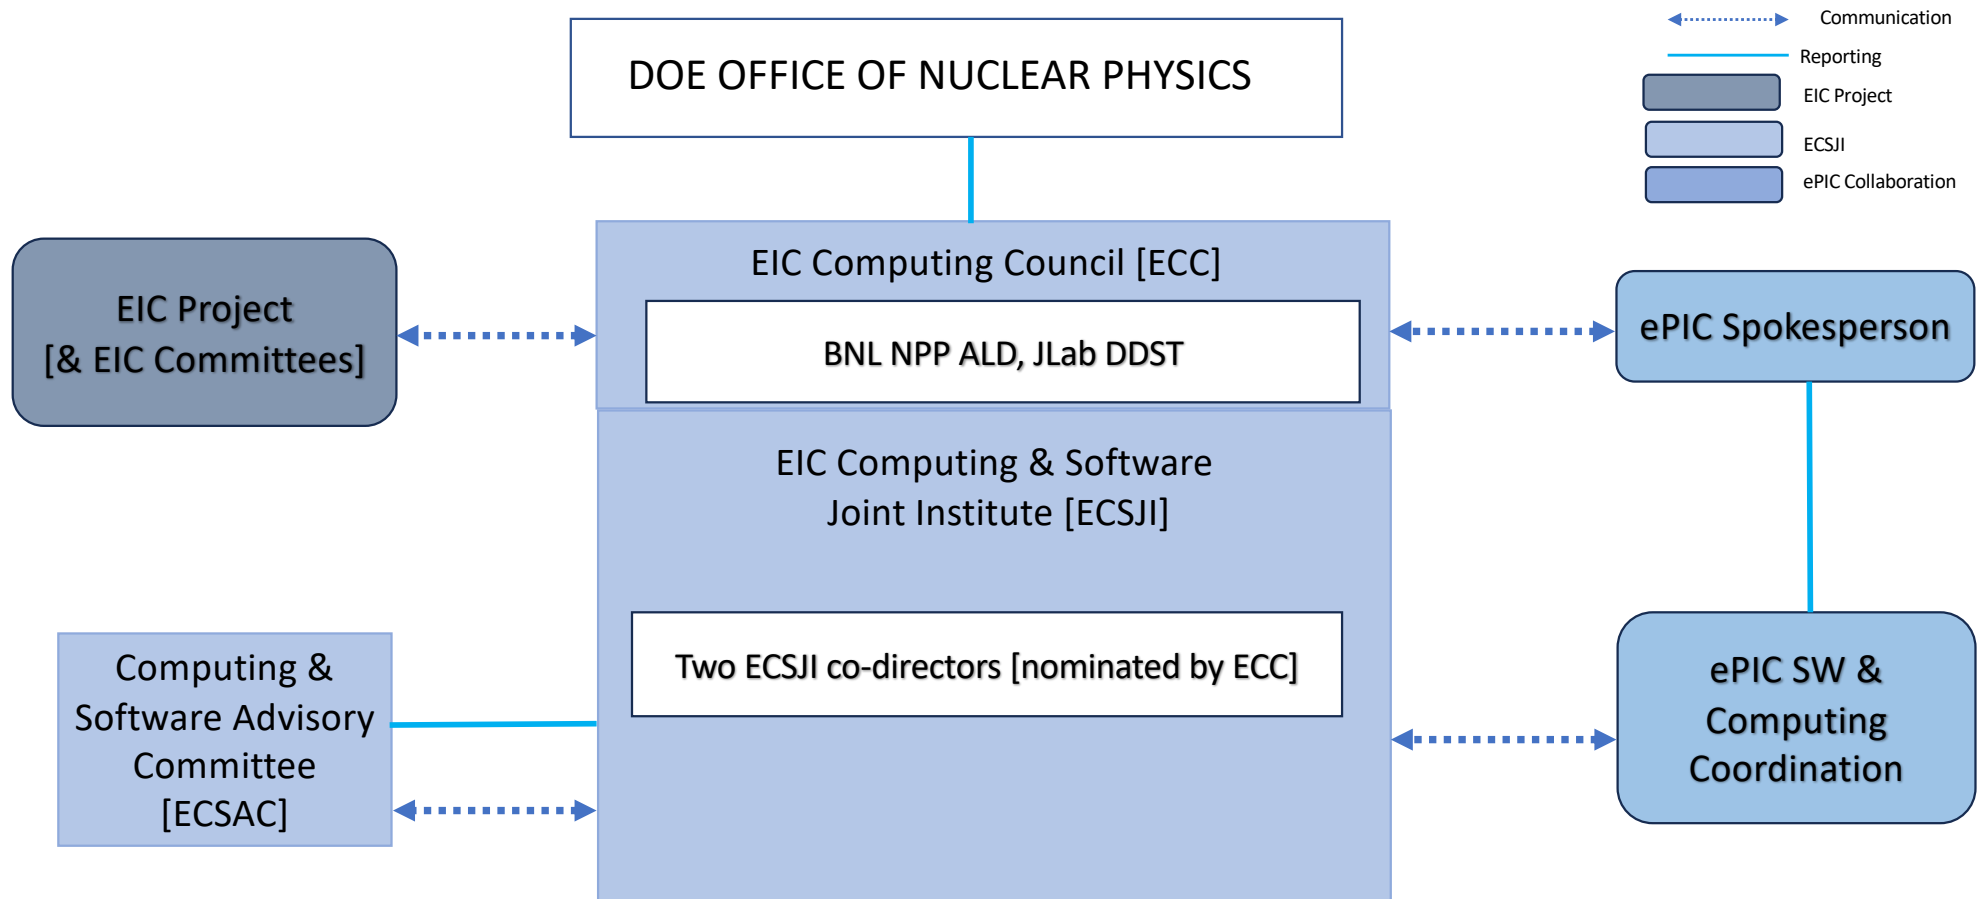 DOE OFFICE OF NUCLEAR PHYSICS
Communication
Reporting
EIC Project
ECSJI
ePIC Collaboration
EIC Project
[& EIC Committees]
EIC Computing Council [ECC]
BNL NPP ALD, JLab DDST
ePIC Spokesperson
EIC Computing & Software
Joint Institute [ECSJI]
Two ECSJI co-directors [nominated by ECC]
Computing &
Software Advisory
Committee
[ECSAC]
ePIC SW &
Computing
Coordination